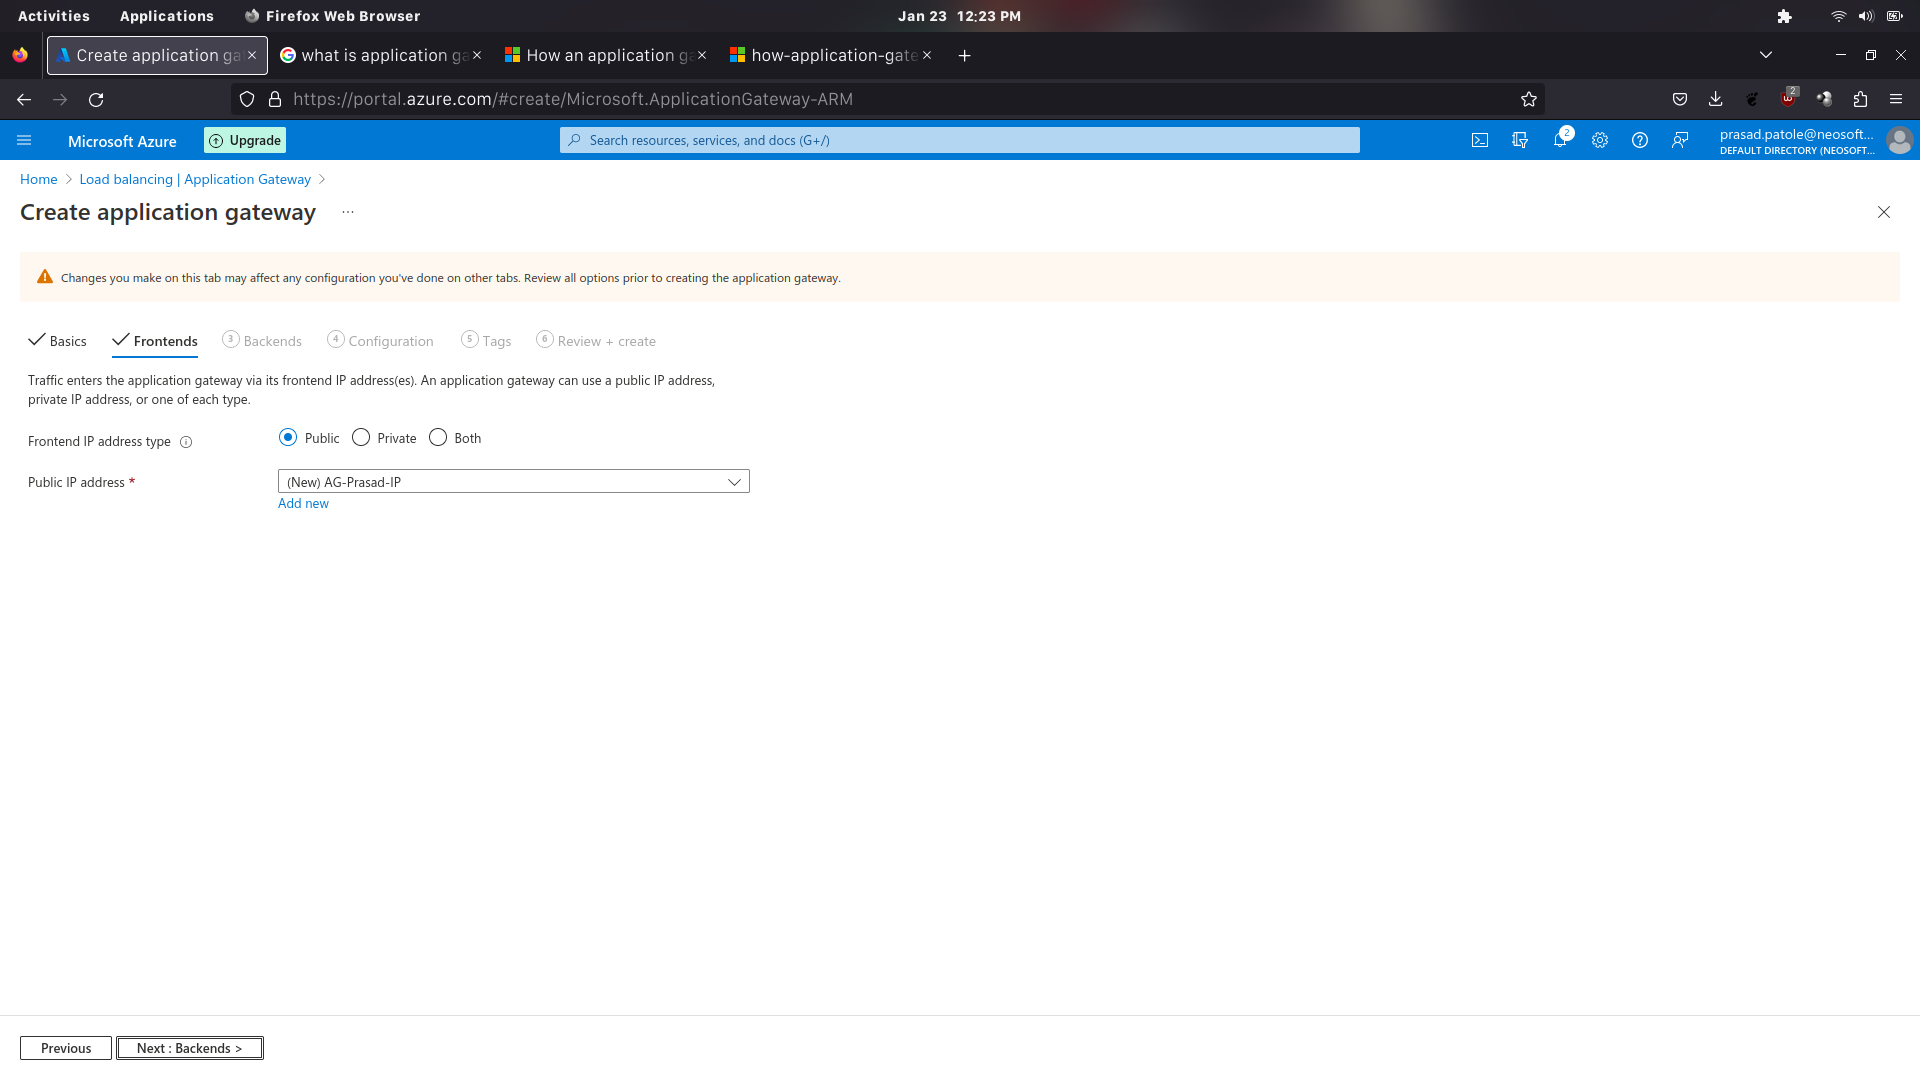 Activities Applications Firefox Web Browser Jan 23 12:23 PM
Create application ga what is application ga How an application g how-application-gate
https://portal.azure.com/#create/Microsoft.ApplicationGateway-ARM 2
Microsoft Azure Upgrade Search resources, services, and docs (G+/) 2 prasad.patole@neosoft...
DEFAULT DIRECTORY (NEOSOFT...
Home > Load balancing | Application Gateway >
Create application gateway ...
Changes you make on this tab may affect any configuration you've done on other tabs. Review all options prior to creating the application gateway.
Basics Frontends 3 Backends 4 Configuration 5 Tags 6 Review + create
Traffic enters the application gateway via its frontend IP address(es). An application gateway can use a public IP address,
private IP address, or one of each type.
Frontend IP address type Public Private Both
Public IP address * (New) AG-Prasad-IP
Add new
Previous Next : Backends >